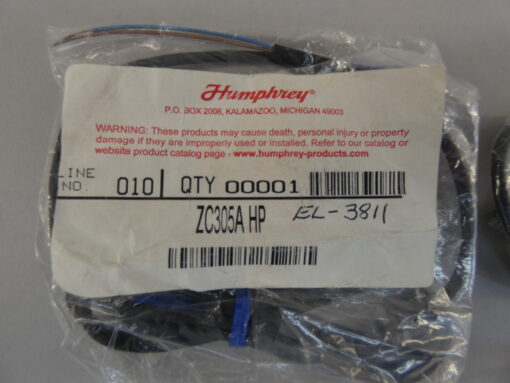 Humphrey®
P.O. BOX 2008, KALAMAZOO, MICHIGAN 49003
WARNING: These products may cause death, personal injury or property
damage if they are improperly used or installed. Refer to our catalog or
website product catalog page - www.humphrey-products.com
LINE
NO. 010 QTY 00001
ZC305A HP EL-3811